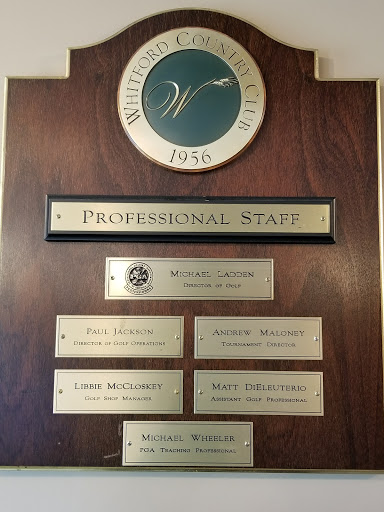 WHITFORD COUNTRY CLUB
W
1956
PROFESSIONAL STAFF
PGA
MICHAEL LADDEN
DIRECTOR OF GOLF
PAUL JACKSON
DIRECTOR OF GOLF OPERATIONS
ANDREW MALONEY
TOURNAMENT DIRECTOR
LIBBIE MCCLOSKEY
GOLF SHOP MANAGER
MATT DIELEUTERIO
ASSISTANT GOLF PROFESSIONAL
MICHAEL WHEELER
PGA TEACHING PROFESSIONAL